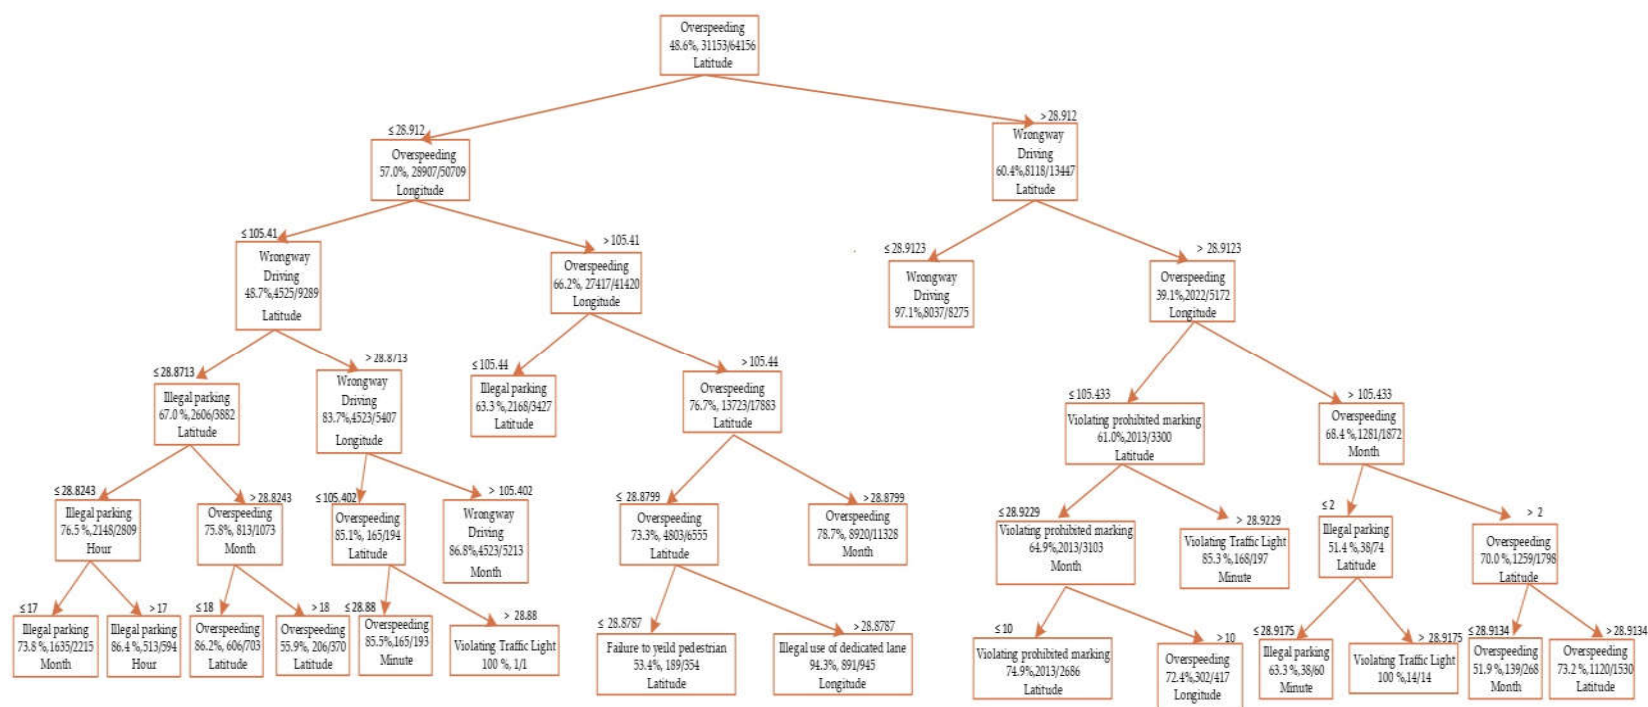 Overspeeding
48.6%, 31153/64156
Latitude
≤ 28.912
> 28.912
Overspeeding
57.0%, 28907/50709
Longitude
Wrongway
Driving
60.4%,8118/13447
Latitude
≤ 105.41
> 105.41
≤ 28.9123
> 28.9123
Wrongway
Driving
48.7%,4525/9289
Latitude
Overspeeding
66.2%, 27417/41420
Longitude
Wrongway
Driving
97.1%,8037/8275
Overspeeding
39.1%,2022/5172
Longitude
≤ 28.8713
> 28.8713
≤ 105.44
> 105.44
≤105.433
> 105.433
Illegal parking
67.0 %,2606/3882
Latitude
Wrongway
Driving
83.7%,4523/5407
Longitude
Illegal parking
63.3 %,2168/3427
Latitude
Overspeeding
76.7%, 13723/17883
Latitude
Violating prohibited marking
61.0%,2013/3300
Latitude
Overspeeding
68.4 %,1281/1872
Month
≤ 28.8243
> 28.8243
≤105.402
> 105.402
≤ 28.8799
> 28.8799
≤ 28.9229
> 28.9229
≤ 2
> 2
Illegal parking
76.5 %,2148/2809
Hour
Overspeeding
75.8%, 813/1073
Month
Overspeeding
85.1%, 165/194
Latitude
Wrongway
Driving
86.8%,4523/5213
Month
Overspeeding
73.3%, 4803/6555
Latitude
Overspeeding
78.7%, 8920/11328
Month
Violating prohibited marking
64.9%,2013/3103
Month
Violating Traffic Light
85.3 %,168/197
Minute
Illegal parking
51.4 %,38/74
Latitude
Overspeeding
70.0 %,1259/1798
Latitude
≤ 17
> 17
≤ 18
> 18
≤ 28.88
> 28.88
≤ 28.8787
> 28.8787
≤ 10
> 10
≤ 28.9175
> 28.9175
≤ 28.9134
> 28.9134
Illegal parking
73.8 %,1635/2215
Month
Illegal parking
86.4 %,513/594
Hour
Overspeeding
86.2%, 606/703
Latitude
Overspeeding
55.9%, 206/370
Latitude
Overspeeding
85.5%,165/193
Minute
Violating Traffic Light
100 %, 1/1
Failure to yeild pedestrian
53.4%, 189/354
Latitude
Illegal use of dedicated lane
94.3%, 891/945
Longitude
Violating prohibited marking
74.9%,2013/2686
Latitude
Overspeeding
72.4%,302/417
Longitude
Illegal parking
63.3 %,38/60
Minute
Violating Traffic Light
100 %,14/14
Overspeeding
51.9 %,139/268
Month
Overspeeding
73.2 %,1120/1530
Latitude